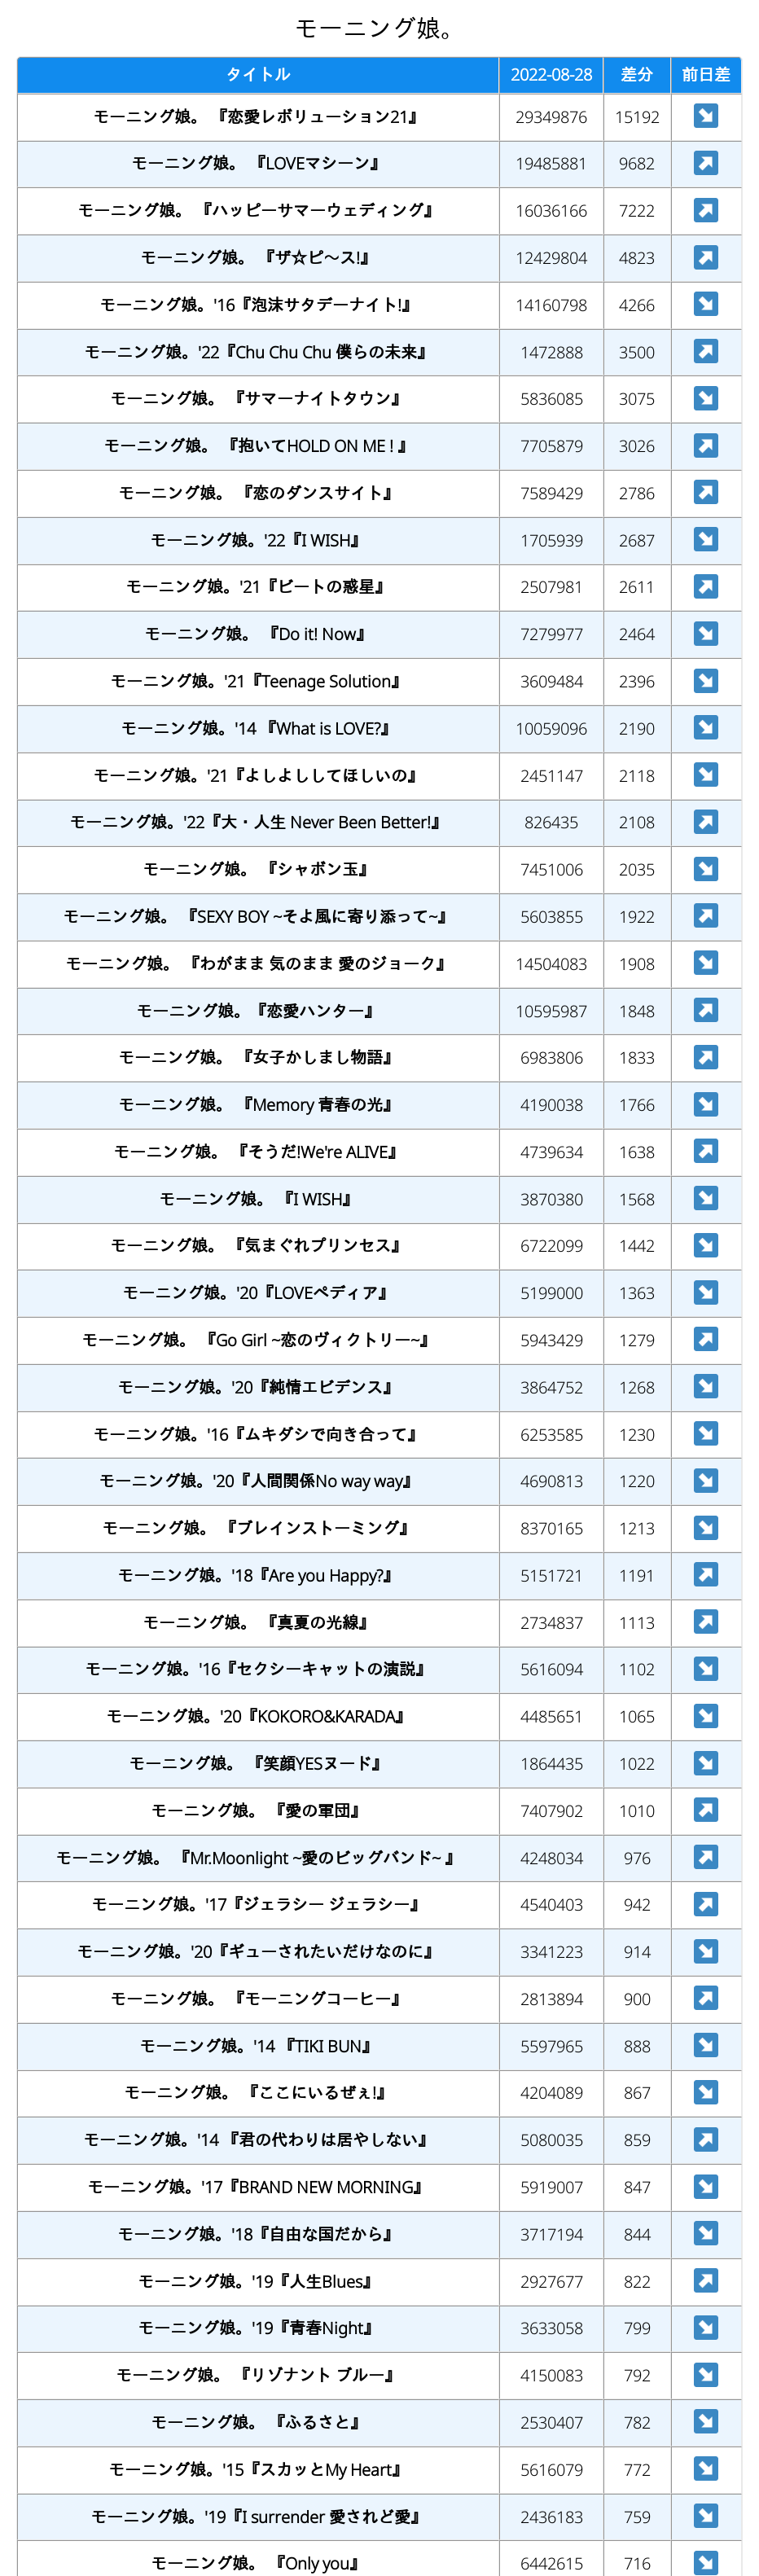 モーニング娘。
タイトル 2022-08-28 差分 前日差
モーニング娘。 『恋愛レボリューション21』 29349876 15192 ↘
モーニング娘。 『LOVEマシーン』 19485881 9682 ↗
モーニング娘。 『ハッピーサマーウェディング』 16036166 7222 ↗
モーニング娘。 『ザ☆ピ〜ス!』 12429804 4823 ↗
モーニング娘。'16『泡沫サタデーナイト!』 14160798 4266 ↘
モーニング娘。'22『Chu Chu Chu 僕らの未来』 1472888 3500 ↗
モーニング娘。 『サマーナイトタウン』 5836085 3075 ↘
モーニング娘。 『抱いてHOLD ON ME ! 』 7705879 3026 ↗
モーニング娘。 『恋のダンスサイト』 7589429 2786 ↗
モーニング娘。'22『I WISH』 1705939 2687 ↘
モーニング娘。'21『ビートの惑星』 2507981 2611 ↗
モーニング娘。 『Do it! Now』 7279977 2464 ↘
モーニング娘。'21『Teenage Solution』 3609484 2396 ↘
モーニング娘。'14 『What is LOVE?』 10059096 2190 ↘
モーニング娘。'21『よしよししてほしいの』 2451147 2118 ↘
モーニング娘。'22『大・人生 Never Been Better!』 826435 2108 ↗
モーニング娘。 『シャボン玉』 7451006 2035 ↘
モーニング娘。 『SEXY BOY ~そよ風に寄り添って~』 5603855 1922 ↗
モーニング娘。 『わがまま 気のまま 愛のジョーク』 14504083 1908 ↘
モーニング娘。『恋愛ハンター』 10595987 1848 ↗
モーニング娘。 『女子かしまし物語』 6983806 1833 ↗
モーニング娘。 『Memory 青春の光』 4190038 1766 ↘
モーニング娘。 『そうだ!We're ALIVE』 4739634 1638 ↗
モーニング娘。 『I WISH』 3870380 1568 ↘
モーニング娘。 『気まぐれプリンセス』 6722099 1442 ↘
モーニング娘。'20『LOVEペディア』 5199000 1363 ↘
モーニング娘。 『Go Girl ~恋のヴィクトリー~』 5943429 1279 ↗
モーニング娘。'20『純情エビデンス』 3864752 1268 ↘
モーニング娘。'16『ムキダシで向き合って』 6253585 1230 ↘
モーニング娘。'20『人間関係No way way』 4690813 1220 ↘
モーニング娘。 『ブレインストーミング』 8370165 1213 ↘
モーニング娘。'18『Are you Happy?』 5151721 1191 ↗
モーニング娘。 『真夏の光線』 2734837 1113 ↗
モーニング娘。'16『セクシーキャットの演説』 5616094 1102 ↘
モーニング娘。'20『KOKORO&KARADA』 4485651 1065 ↘
モーニング娘。 『笑顔YESヌード』 1864435 1022 ↘
モーニング娘。 『愛の軍団』 7407902 1010 ↗
モーニング娘。 『Mr.Moonlight ~愛のビッグバンド~ 』 4248034 976 ↗
モーニング娘。'17『ジェラシー ジェラシー』 4540403 942 ↗
モーニング娘。'20『ギューされたいだけなのに』 3341223 914 ↘
モーニング娘。 『モーニングコーヒー』 2813894 900 ↗
モーニング娘。'14 『TIKI BUN』 5597965 888 ↘
モーニング娘。 『ここにいるぜぇ!』 4204089 867 ↘
モーニング娘。'14 『君の代わりは居やしない』 5080035 859 ↗
モーニング娘。'17『BRAND NEW MORNING』 5919007 847 ↘
モーニング娘。'18『自由な国だから』 3717194 844 ↘
モーニング娘。'19『人生Blues』 2927677 822 ↗
モーニング娘。'19『青春Night』 3633058 799 ↘
モーニング娘。 『リゾナント ブルー』 4150083 792 ↘
モーニング娘。 『ふるさと』 2530407 782 ↘
モーニング娘。'15『スカッとMy Heart』 5616079 772 ↘
モーニング娘。'19『I surrender 愛されど愛』 2436183 759 ↘
モーニング娘。 『Only you』 6442615 716 ↘